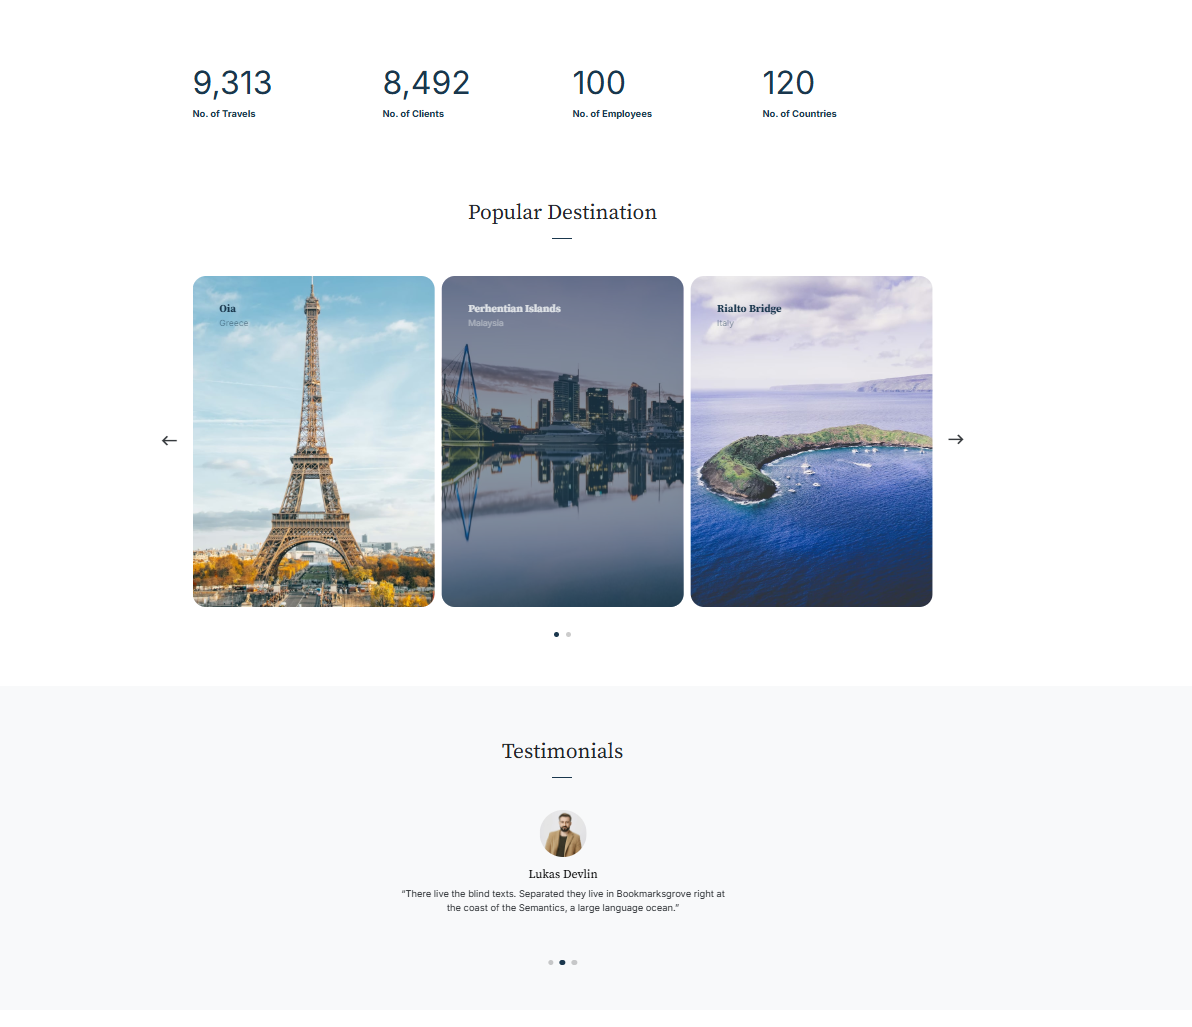 9,313
8,492
100
120
No. of Travels
No. of Clients
No. of Employees
No. of Countries
Popular Destination
Oia
Greece
Perhentian Islands
Malaysia
Rialto Bridge
Italy
Testimonials
Lukas Devlin
“There live the blind texts. Separated they live in Bookmarksgrove right at
the coast of the Semantics, a large language ocean.”